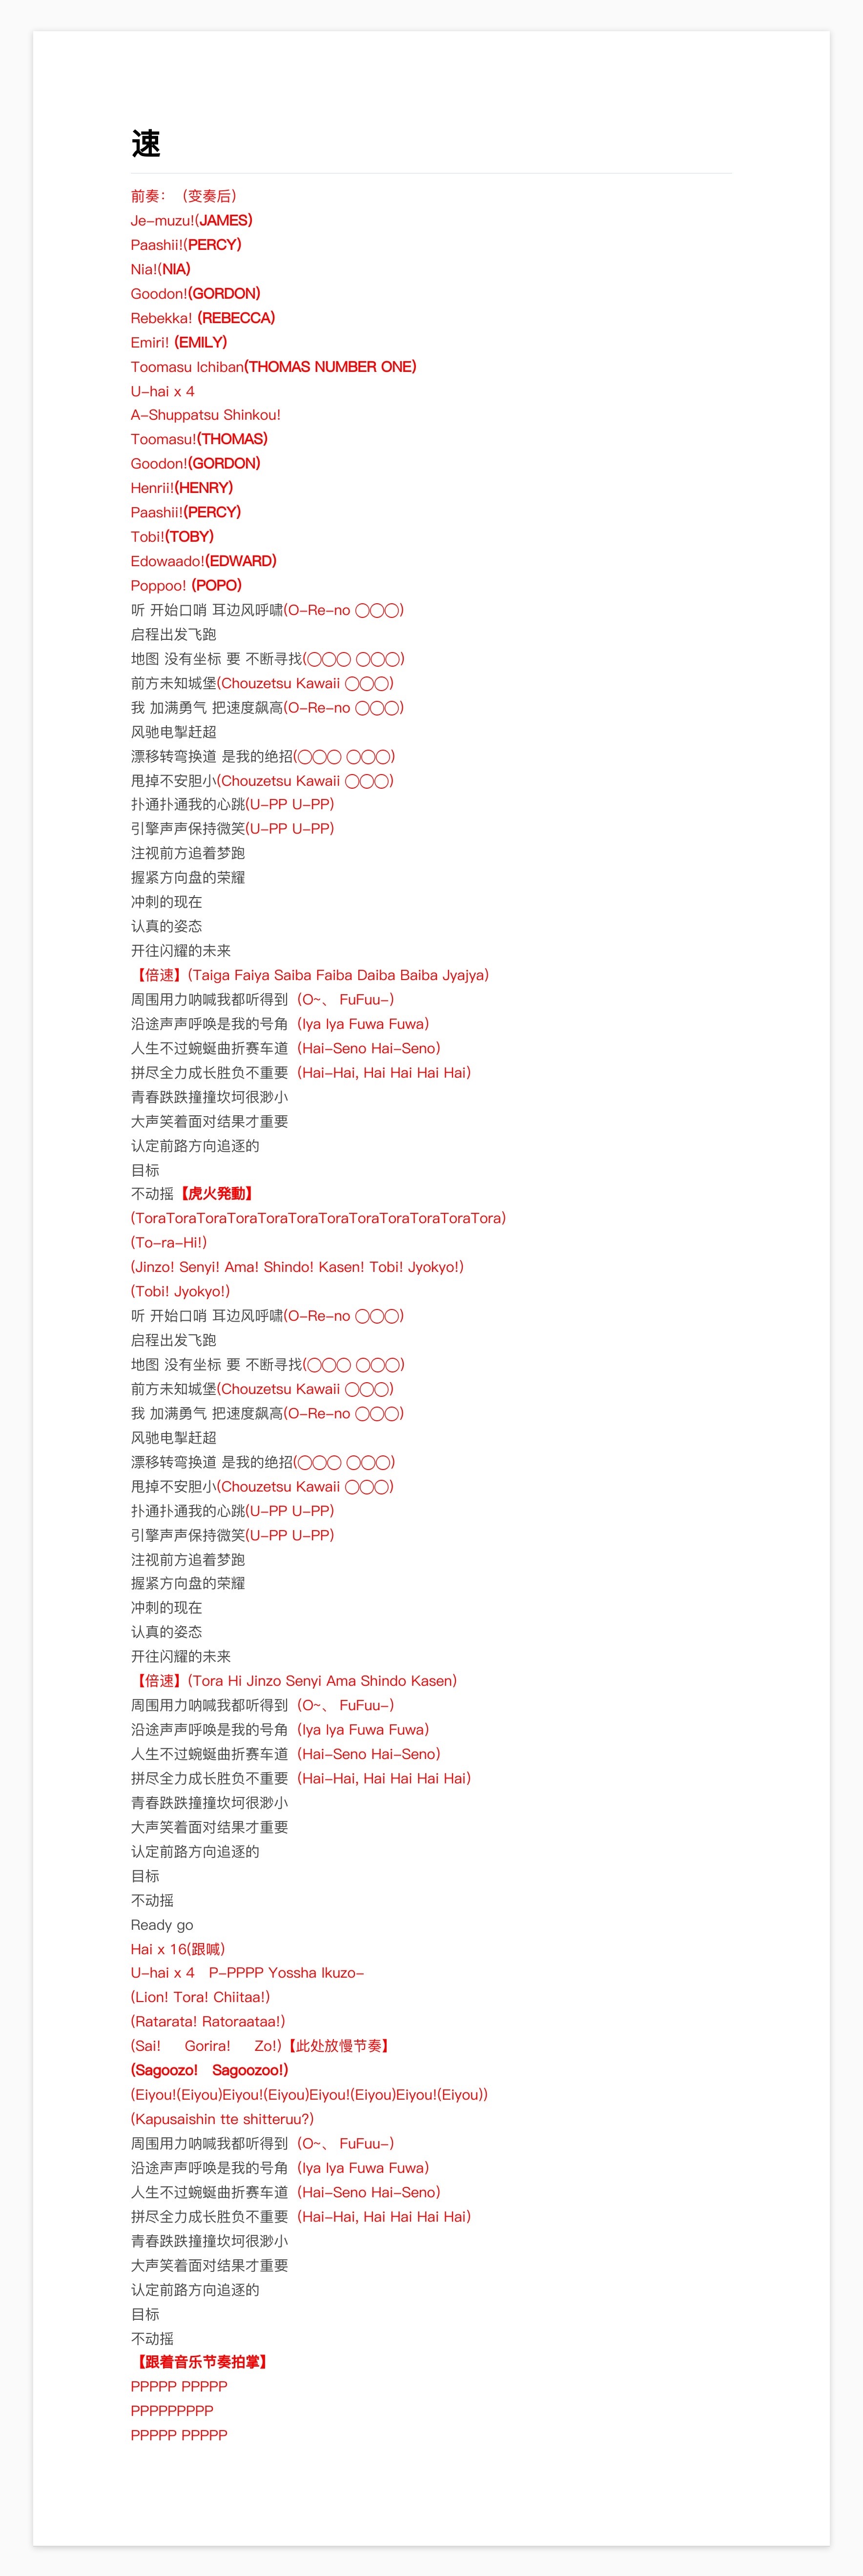 速
前奏：（变奏后）
Je-muzu!(JAMES)
Paashii!(PERCY)
Nia!(NIA)
Goodon!(GORDON)
Rebekka! (REBECCA)
Emiri! (EMILY)
Toomasu Ichiban(THOMAS NUMBER ONE)
U-hai x 4
A-Shuppatsu Shinkou!
Toomasu!(THOMAS)
Goodon!(GORDON)
Henrii!(HENRY)
Paashii!(PERCY)
Tobi!(TOBY)
Edowaado!(EDWARD)
Poppoo! (POPO)
听 开始口哨 耳边风呼啸(O-Re-no ◯◯◯)
启程出发飞跑
地图 没有坐标 要 不断寻找(◯◯◯ ◯◯◯)
前方未知城堡(Chouzetsu Kawaii ◯◯◯)
我 加满勇气 把速度飙高(O-Re-no ◯◯◯)
风驰电掣赶超
漂移转弯换道 是我的绝招(◯◯◯ ◯◯◯)
甩掉不安胆小(Chouzetsu Kawaii ◯◯◯)
扑通扑通我的心跳(U-PP U-PP)
引擎声声保持微笑(U-PP U-PP)
注视前方追着梦跑
握紧方向盘的荣耀
冲刺的现在
认真的姿态
开往闪耀的未来
【倍速】(Taiga Faiya Saiba Faiba Daiba Baiba Jyajya)
周围用力呐喊我都听得到（O~、 FuFuu-）
沿途声声呼唤是我的号角（Iya Iya Fuwa Fuwa）
人生不过蜿蜒曲折赛车道（Hai-Seno Hai-Seno）
拼尽全力成长胜负不重要（Hai-Hai, Hai Hai Hai Hai）
青春跌跌撞撞坎坷很渺小
大声笑着面对结果才重要
认定前路方向追逐的
目标
不动摇【虎火発動】
(ToraToraToraToraToraToraToraToraToraToraToraTora)
(To-ra-Hi!)
(Jinzo! Senyi! Ama! Shindo! Kasen! Tobi! Jyokyo!)
(Tobi! Jyokyo!)
听 开始口哨 耳边风呼啸(O-Re-no ◯◯◯)
启程出发飞跑
地图 没有坐标 要 不断寻找(◯◯◯ ◯◯◯)
前方未知城堡(Chouzetsu Kawaii ◯◯◯)
我 加满勇气 把速度飙高(O-Re-no ◯◯◯)
风驰电掣赶超
漂移转弯换道 是我的绝招(◯◯◯ ◯◯◯)
甩掉不安胆小(Chouzetsu Kawaii ◯◯◯)
扑通扑通我的心跳(U-PP U-PP)
引擎声声保持微笑(U-PP U-PP)
注视前方追着梦跑
握紧方向盘的荣耀
冲刺的现在
认真的姿态
开往闪耀的未来
【倍速】(Tora Hi Jinzo Senyi Ama Shindo Kasen)
周围用力呐喊我都听得到（O~、 FuFuu-）
沿途声声呼唤是我的号角（Iya Iya Fuwa Fuwa）
人生不过蜿蜒曲折赛车道（Hai-Seno Hai-Seno）
拼尽全力成长胜负不重要（Hai-Hai, Hai Hai Hai Hai）
青春跌跌撞撞坎坷很渺小
大声笑着面对结果才重要
认定前路方向追逐的
目标
不动摇
Ready go
Hai x 16(跟喊)
U-hai x 4   P-PPPP Yossha Ikuzo-
(Lion! Tora! Chiitaa!)
(Ratarata! Ratoraataa!)
(Sai!     Gorira!     Zo!)【此处放慢节奏】
(Sagoozo!   Sagoozoo!)
(Eiyou!(Eiyou)Eiyou!(Eiyou)Eiyou!(Eiyou)Eiyou!(Eiyou))
(Kapusaishin tte shitteruu?)
周围用力呐喊我都听得到（O~、 FuFuu-）
沿途声声呼唤是我的号角（Iya Iya Fuwa Fuwa）
人生不过蜿蜒曲折赛车道（Hai-Seno Hai-Seno）
拼尽全力成长胜负不重要（Hai-Hai, Hai Hai Hai Hai）
青春跌跌撞撞坎坷很渺小
大声笑着面对结果才重要
认定前路方向追逐的
目标
不动摇
【跟着音乐节奏拍掌】
PPPPP PPPPP
PPPPPPPPP
PPPPP PPPPP